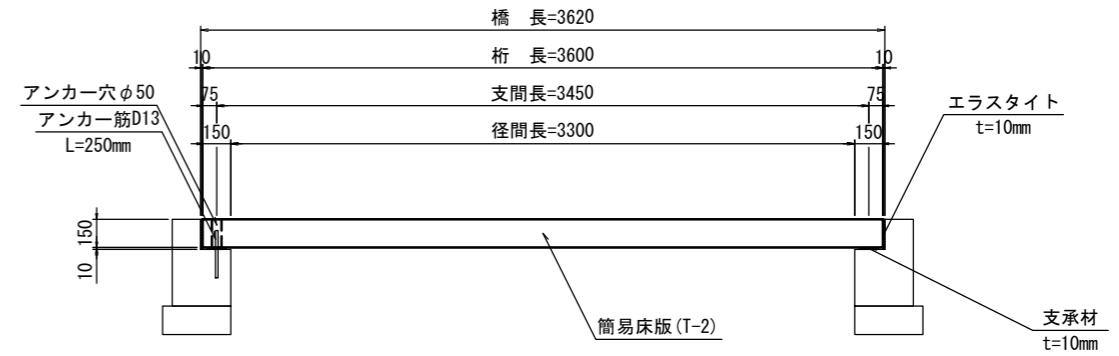 橋　長=3620
10
桁　長=3600
10
アンカー穴φ50
75
支間長=3450
75
エラスタイト
t=10mm
アンカー筋D13
L=250mm
150
径間長=3300
150
150
10
簡易床版(T-2)
支承材
t=10mm